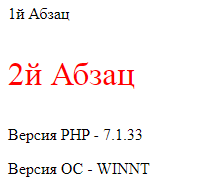 1й Абзац
2й Абзац
Версия PHP - 7.1.33
Версия ОС - WINNT